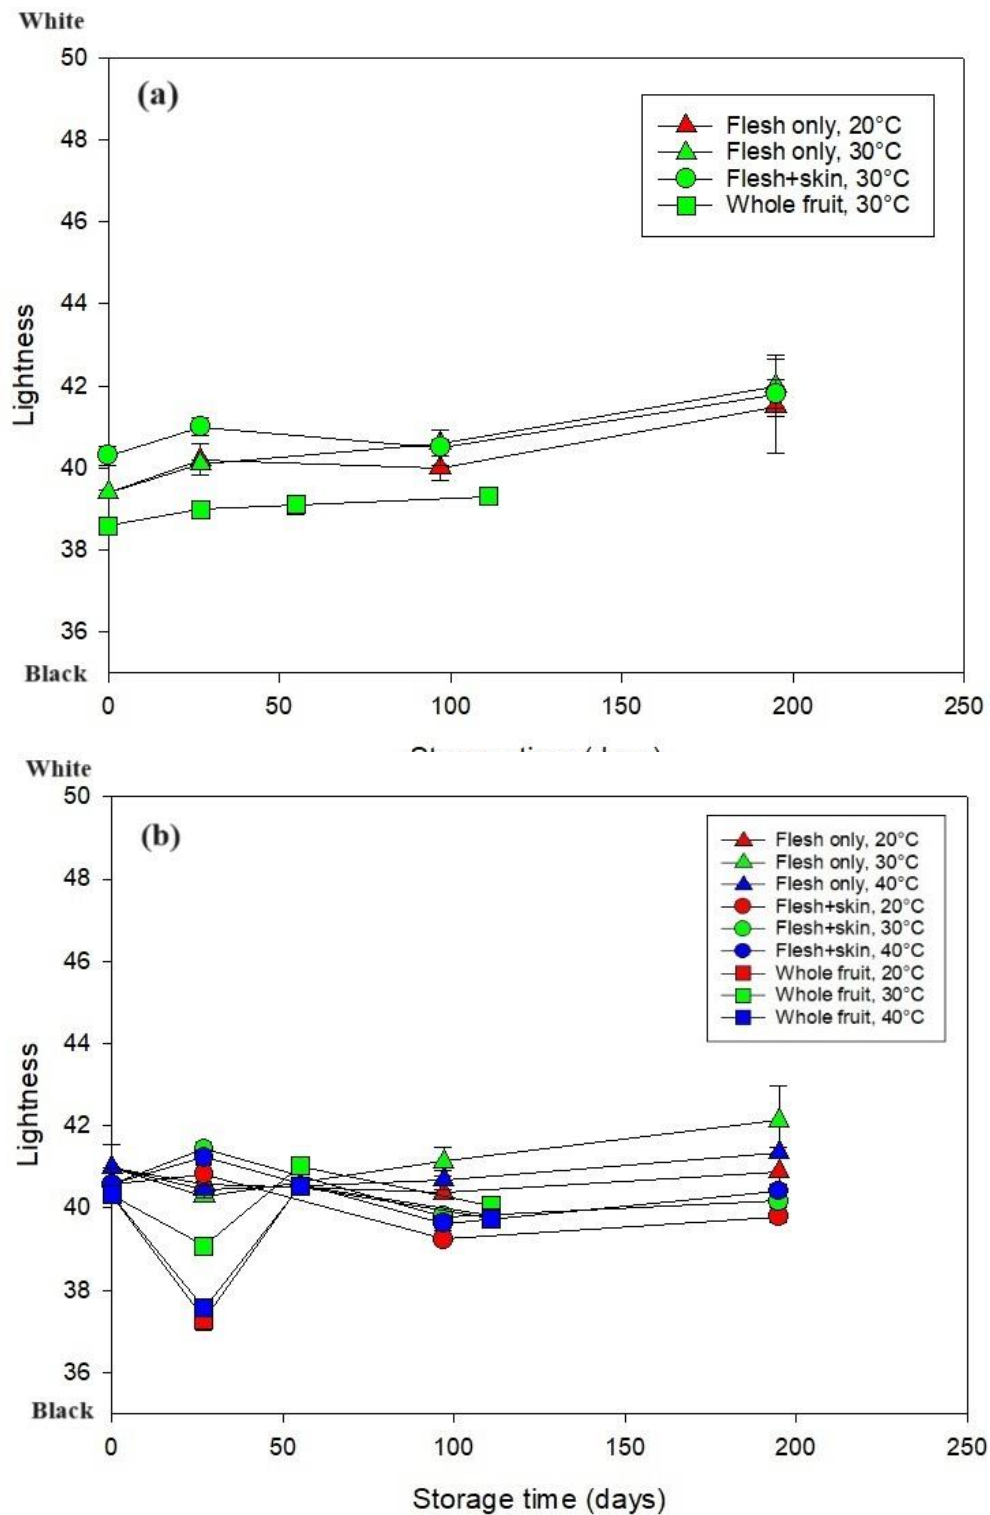 White
50
(a)
Flesh only, 20°C
48
Flesh only, 30°C
Flesh+skin, 30°C
Whole fruit, 30°C
46
44
Lightness
42
40
38
36
Black
0 50 100 150 200 250
White
50
(b)
Flesh only, 20°C
Flesh only, 30°C
48
Flesh only, 40°C
Flesh+skin, 20°C
Flesh+skin, 30°C
46
Flesh+skin, 40°C
Whole fruit, 20°C
Whole fruit, 30°C
Whole fruit, 40°C
44
Lightness
42
40
38
36
Black
0 50 100 150 200 250
Storage time (days)